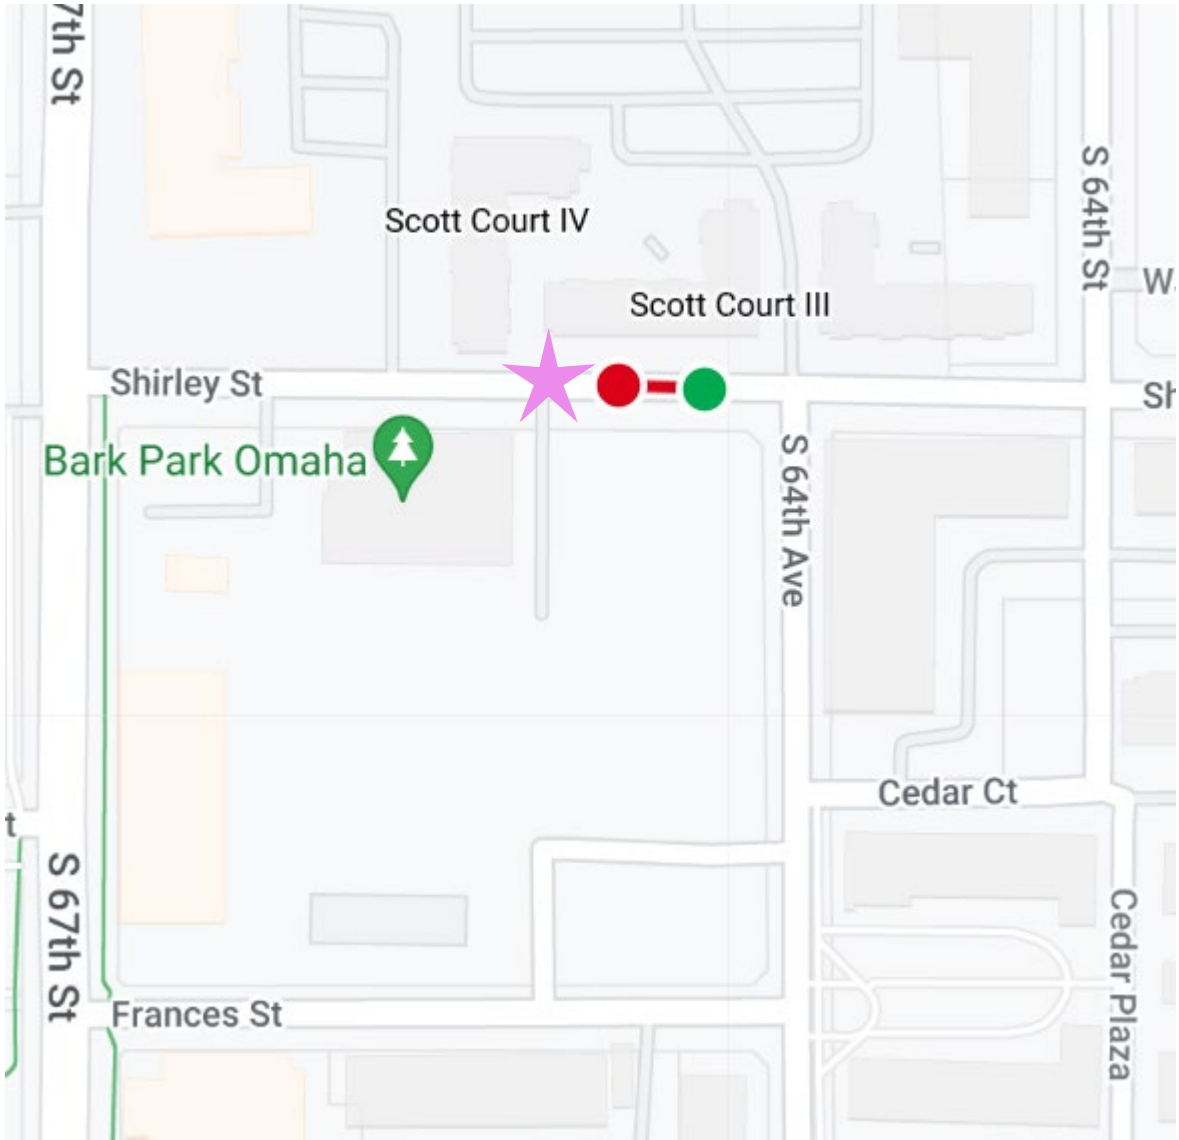 7th St
S 64th St
Scott Court IV
W
Scott Court III
Shirley St
Sh
Bark Park Omaha
S 64th Ave
Cedar Ct
t
S 67th St
Cedar Plaza
Frances St